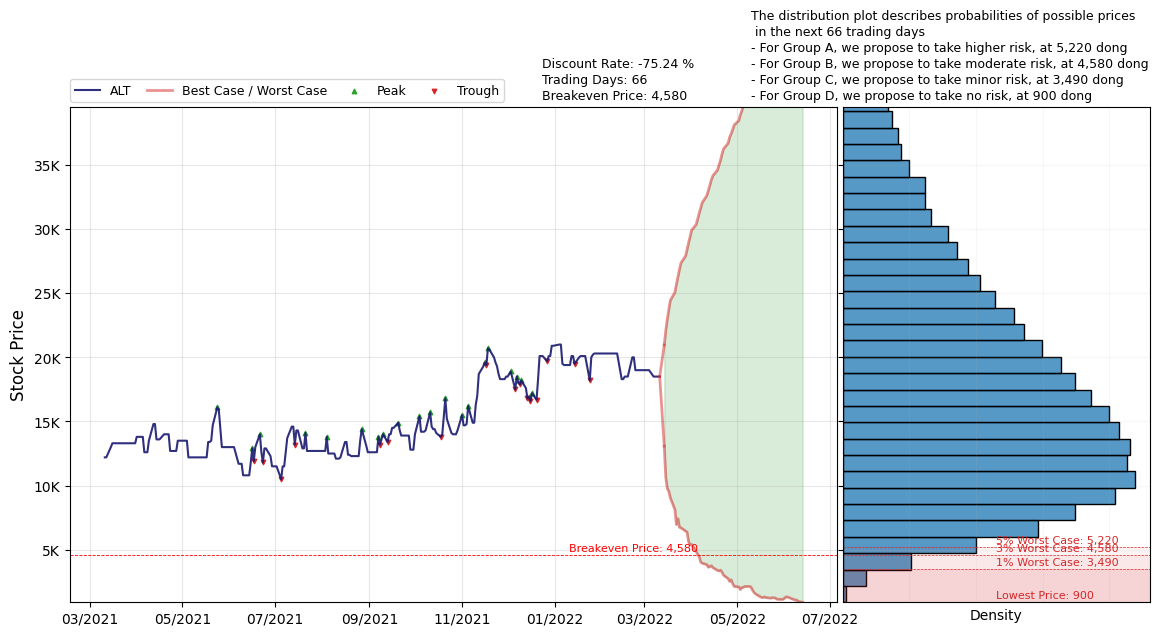 The distribution plot describes probabilities of possible prices
in the next 66 trading days
- For Group A, we propose to take higher risk, at 5,220 dong
- For Group B, we propose to take moderate risk, at 4,580 dong
- For Group C, we propose to take minor risk, at 3,490 dong
- For Group D, we propose to take no risk, at 900 dong
Discount Rate: -75.24 %
Trading Days: 66
Breakeven Price: 4,580
ALT
Best Case / Worst Case
Peak
Trough
Stock Price
35K
30K
25K
20K
15K
10K
5K
Breakeven Price: 4,580
03/2021
05/2021
07/2021
09/2021
11/2021
01/2022
03/2022
05/2022
07/2022
5% Worst Case: 5,220
3% Worst Case: 4,580
1% Worst Case: 3,490
Lowest Price: 900
Density